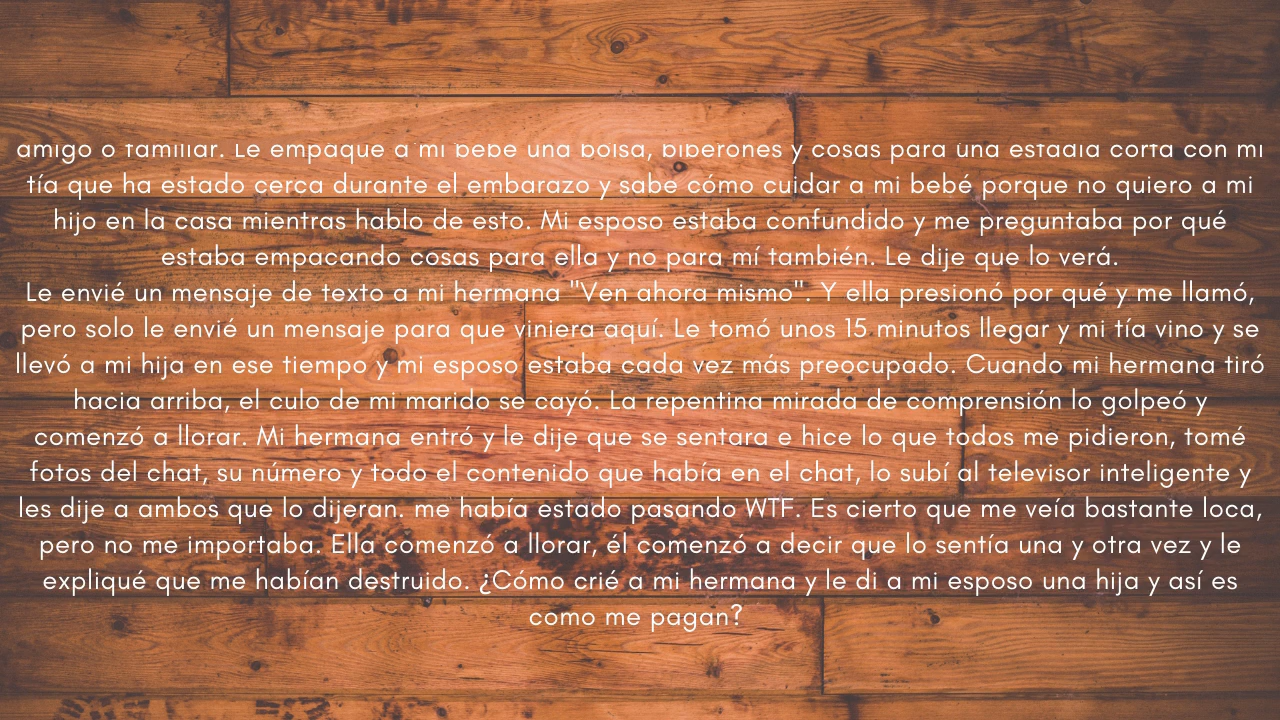 amigo o familiar. Le empaqué a mi bebé una bolsa, biberones y cosas para una estadía corta con mi
tía que ha estado cerca durante el embarazo y sabe cómo cuidar a mi bebé porque no quiero a mi
hijo en la casa mientras hablo de esto. Mi esposo estaba confundido y me preguntaba por qué
estaba empacando cosas para ella y no para mí también. Le dije que lo verá.
Le envié un mensaje de texto a mi hermana "Ven ahora mismo". Y ella presionó por qué y me llamó,
pero solo le envié un mensaje para que viniera aquí. Le tomó unos 15 minutos llegar y mi tía vino y se
llevó a mi hija en ese tiempo y mi esposo estaba cada vez más preocupado. Cuando mi hermana tiró
hacia arriba, el culo de mi marido se cayó. La repentina mirada de comprensión lo golpeó y
comenzó a llorar. Mi hermana entró y le dije que se sentara e hice lo que todos me pidieron, tomé
fotos del chat, su número y todo el contenido que había en el chat, lo subí al televisor inteligente y
les dije a ambos que lo dijeran. me había estado pasando WTF. Es cierto que me veía bastante loca,
pero no me importaba. Ella comenzó a llorar, él comenzó a decir que lo sentía una y otra vez y le
expliqué que me habían destruido. ¿Cómo crié a mi hermana y le di a mi esposo una hija y así es
como me pagan?